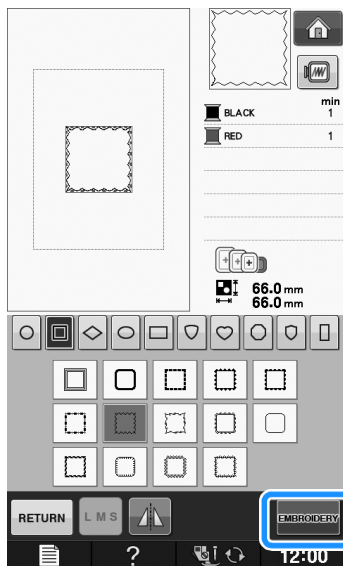 min
BLACK 1
RED 1
66.0 mm
66.0 mm
RETURN
L M S
EMBROIDERY
?
12:00